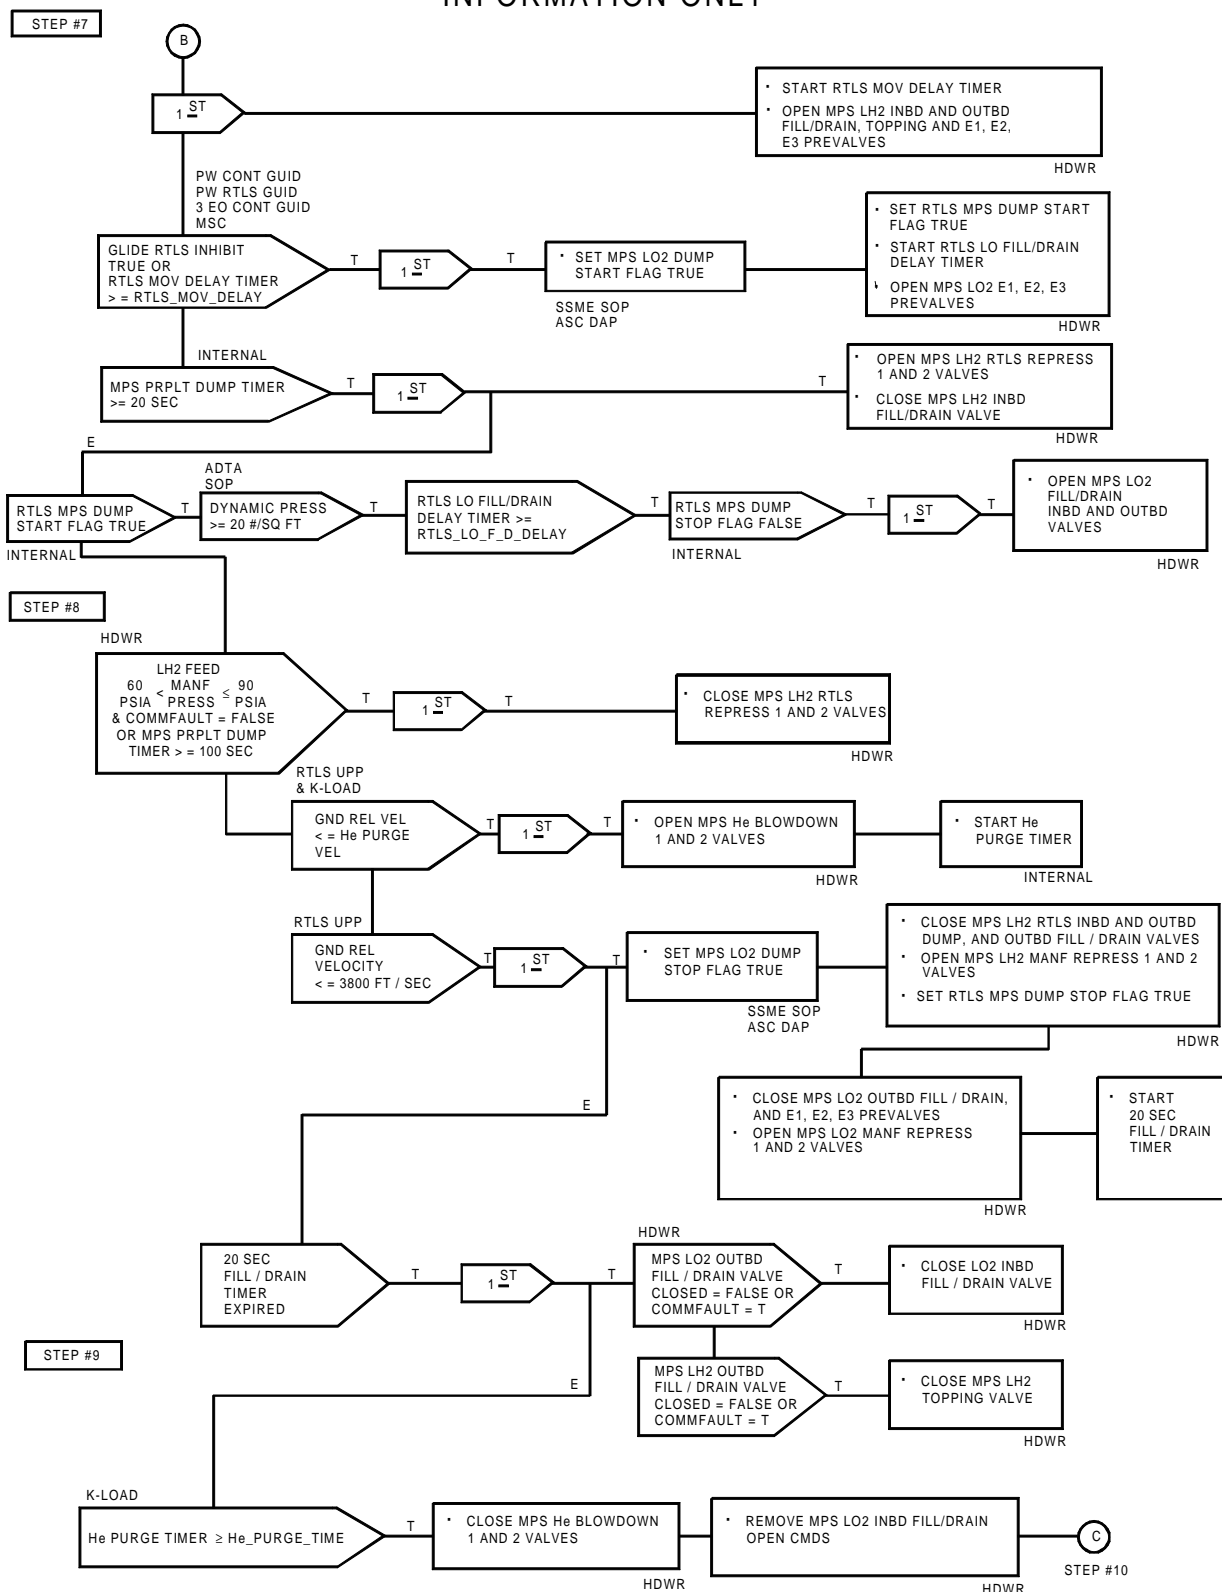 INFORMATION ONLY
STEP #7
B
1 ST
· START RTLS MOV DELAY TIMER
· OPEN MPS LH2 INBD AND OUTBD
FILL/DRAIN, TOPPING AND E1, E2,
E3 PREVALVES
HDWR
PW CONT GUID
PW RTLS GUID
3 EO CONT GUID
MSC
GLIDE RTLS INHIBIT
TRUE OR
RTLS MOV DELAY TIMER
> = RTLS_MOV_DELAY
T
1 ST
T
· SET MPS LO2 DUMP
START FLAG TRUE
SSME SOP
ASC DAP
· SET RTLS MPS DUMP START
FLAG TRUE
· START RTLS LO FILL/DRAIN
DELAY TIMER
· OPEN MPS LO2 E1, E2, E3
PREVALVES
HDWR
INTERNAL
MPS PRPLT DUMP TIMER
>= 20 SEC
T
1 ST
T
· OPEN MPS LH2 RTLS REPRESS
1 AND 2 VALVES
· CLOSE MPS LH2 INBD
FILL/DRAIN VALVE
HDWR
E
RTLS MPS DUMP
START FLAG TRUE
INTERNAL
T
ADTA
SOP
DYNAMIC PRESS
>= 20 #/SQ FT
T
RTLS LO FILL/DRAIN
DELAY TIMER >=
RTLS_LO_F_D_DELAY
T
RTLS MPS DUMP
STOP FLAG FALSE
INTERNAL
T
1 ST
T
· OPEN MPS LO2
FILL/DRAIN
INBD AND OUTBD
VALVES
HDWR
STEP #8
HDWR
LH2 FEED
60 < MANF ≤ 90
PSIA PRESS PSIA
& COMMFAULT = FALSE
OR MPS PRPLT DUMP
TIMER > = 100 SEC
T
1 ST
T
· CLOSE MPS LH2 RTLS
REPRESS 1 AND 2 VALVES
HDWR
RTLS UPP
& K-LOAD
GND REL VEL
< = He PURGE
VEL
T
1 ST
T
· OPEN MPS He BLOWDOWN
1 AND 2 VALVES
HDWR
· START He
PURGE TIMER
INTERNAL
RTLS UPP
GND REL
VELOCITY
< = 3800 FT / SEC
T
1 ST
T
· SET MPS LO2 DUMP
STOP FLAG TRUE
SSME SOP
ASC DAP
· CLOSE MPS LH2 RTLS INBD AND OUTBD
DUMP, AND OUTBD FILL / DRAIN VALVES
· OPEN MPS LH2 MANF REPRESS 1 AND 2
VALVES
· SET RTLS MPS DUMP STOP FLAG TRUE
HDWR
· CLOSE MPS LO2 OUTBD FILL / DRAIN,
AND E1, E2, E3 PREVALVES
· OPEN MPS LO2 MANF REPRESS
1 AND 2 VALVES
HDWR
· START
20 SEC
FILL / DRAIN
TIMER
E
20 SEC
FILL / DRAIN
TIMER
EXPIRED
T
1 ST
T
HDWR
MPS LO2 OUTBD
FILL / DRAIN VALVE
CLOSED = FALSE OR
COMMFAULT = T
T
· CLOSE LO2 INBD
FILL / DRAIN VALVE
HDWR
STEP #9
E
MPS LH2 OUTBD
FILL / DRAIN VALVE
CLOSED = FALSE OR
COMMFAULT = T
T
· CLOSE MPS LH2
TOPPING VALVE
HDWR
K-LOAD
He PURGE TIMER ≥ He_PURGE_TIME
T
· CLOSE MPS He BLOWDOWN
1 AND 2 VALVES
HDWR
· REMOVE MPS LO2 INBD FILL/DRAIN
OPEN CMDS
HDWR
C
STEP #10